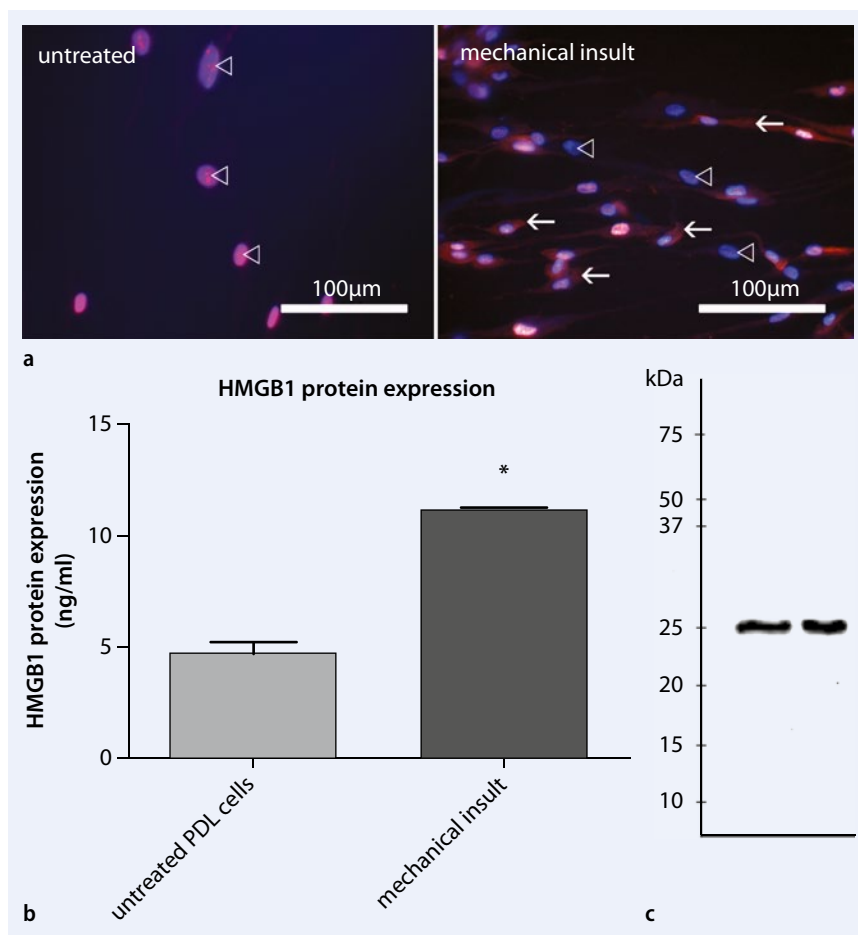 untreated
mechanical insult
100µm
100µm
a
HMGB1 protein expression
HMGB1 protein expression
(ng/ml)
15
10
5
0
*
untreated PDL cells
mechanical insult
b
kDa
75
50
37
25
20
15
10
c